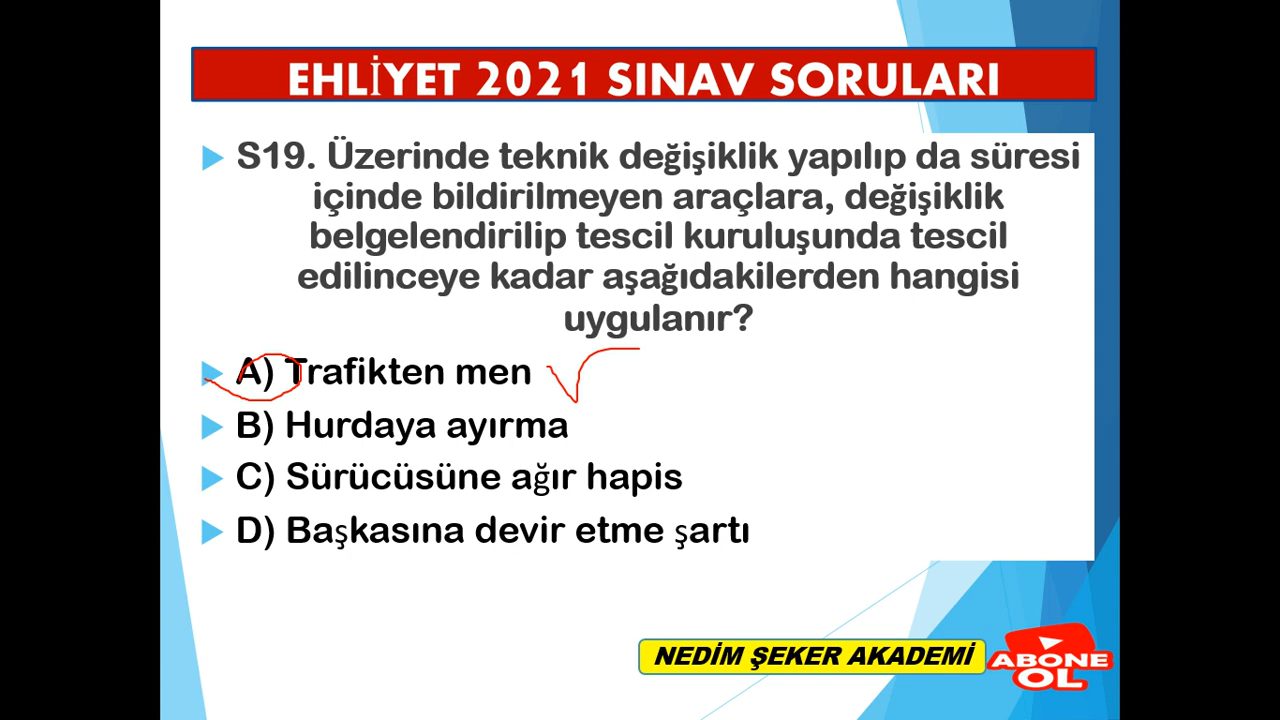 EHLİYET 2021 SINAV SORULARI
S19. Üzerinde teknik değişiklik yapılıp da süresi
içinde bildirilmeyen araçlara, değişiklik
belgelendirilip tescil kuruluşunda tescil
edilinceye kadar aşağıdakilerden hangisi
uygulanır?
A) Trafikten men
B) Hurdaya ayırma
C) Sürücüsüne ağır hapis
D) Başkasına devir etme şartı
NEDİM ŞEKER AKADEMİ
ABONE
OL